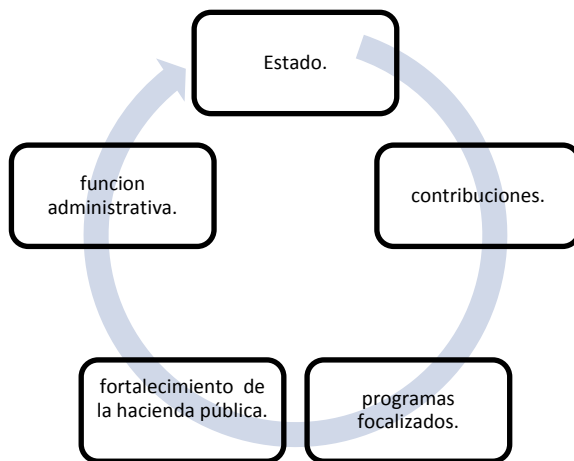 Estado.
contribuciones.
programas
focalizados.
fortalecimiento de
la hacienda pública.
funcion
administrativa.